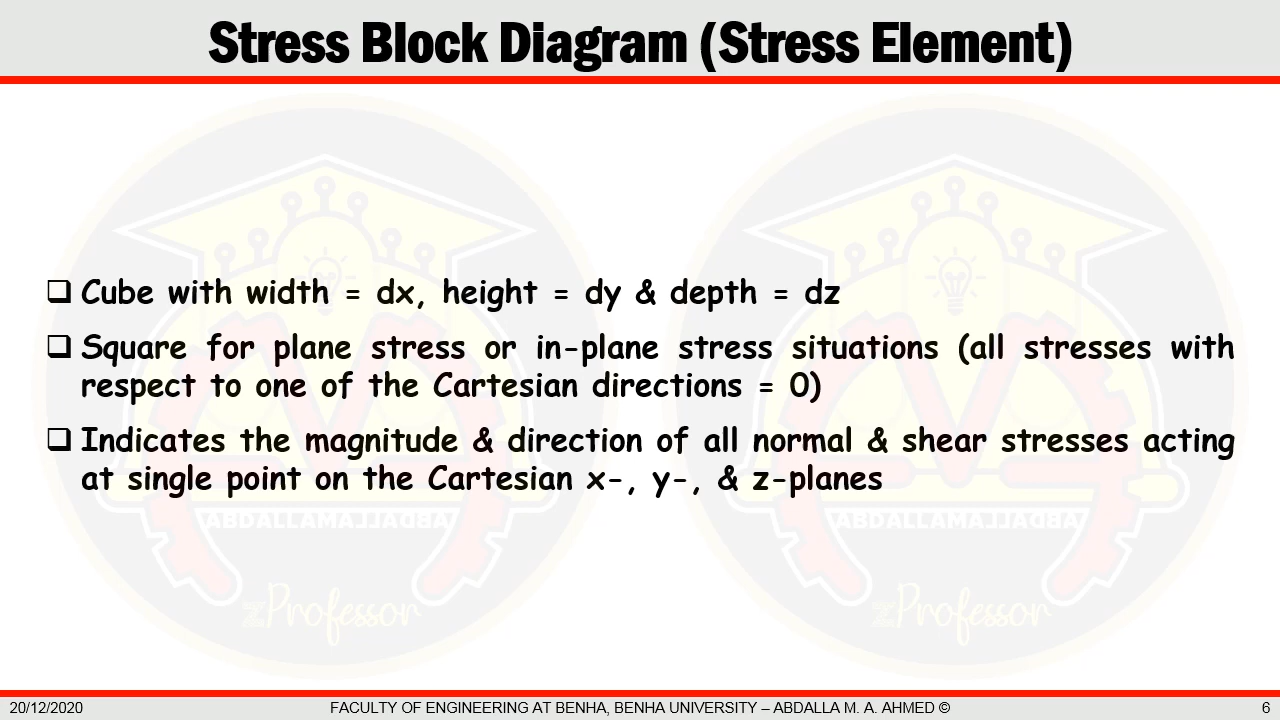 Stress Block Diagram (Stress Element)
❑ Cube with width = dx, height = dy & depth = dz
❑ Square for plane stress or in-plane stress situations (all stresses with
respect to one of the Cartesian directions = 0)
❑ Indicates the magnitude & direction of all normal & shear stresses acting
at single point on the Cartesian x-, y-, & z-planes
ABDALLAMALLADBA ABDALLAMALLADBA
zProfessor zProfessor
20/12/2020 FACULTY OF ENGINEERING AT BENHA, BENHA UNIVERSITY – ABDALLA M. A. AHMED © 6